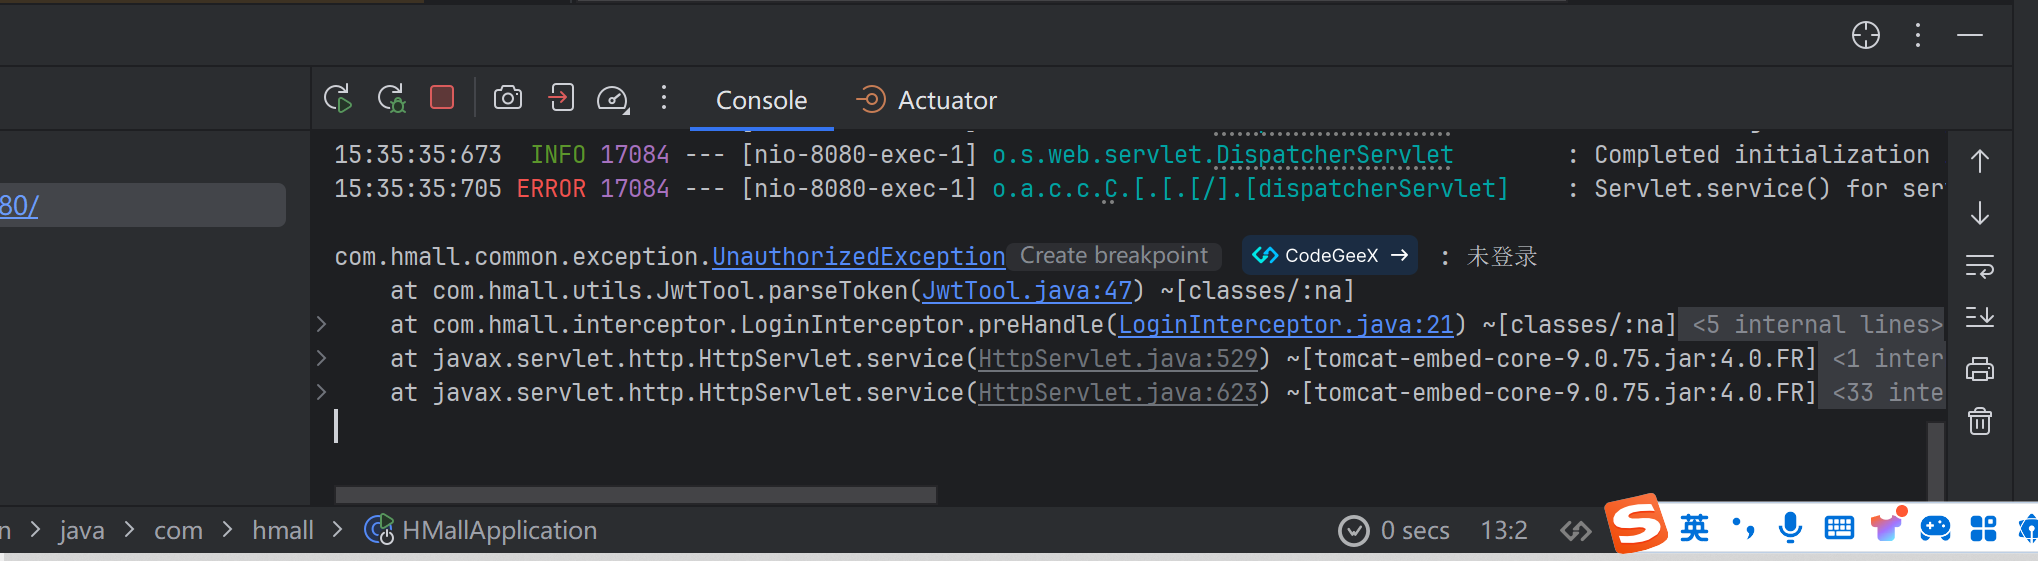 Console Actuator
15:35:35:673  INFO 17084 --- [nio-8080-exec-1] o.s.web.servlet.DispatcherServlet        : Completed initialization
15:35:35:705 ERROR 17084 --- [nio-8080-exec-1] o.a.c.c.C.[.[.[/].[dispatcherServlet]    : Servlet.service() for ser
80/
com.hmall.common.exception.UnauthorizedException Create breakpoint CodeGeeX → : 未登录
at com.hmall.utils.JwtTool.parseToken(JwtTool.java:47) ~[classes/:na]
at com.hmall.interceptor.LoginInterceptor.preHandle(LoginInterceptor.java:21) ~[classes/:na] <5 internal lines>
at javax.servlet.http.HttpServlet.service(HttpServlet.java:529) ~[tomcat-embed-core-9.0.75.jar:4.0.FR] <1 inter
at javax.servlet.http.HttpServlet.service(HttpServlet.java:623) ~[tomcat-embed-core-9.0.75.jar:4.0.FR] <33 inte
n > java > com > hmall > HMallApplication 0 secs 13:2 英